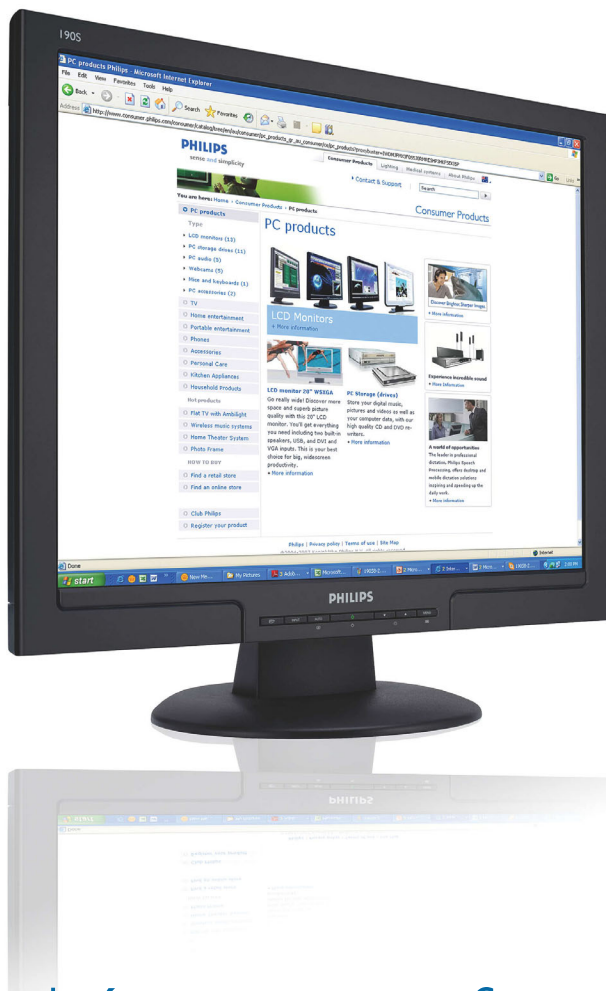 190S
PC products Philips - Microsoft Internet Explorer
File Edit View Favorites Tools Help
Back Search Favorites
Address
PHILIPS
sense and simplicity
Consumer Products Lighting Medical systems About Philips
Contact & Support Search
You are here: Home > Consumer Products > PC products
Consumer Products
PC products
Type
LCD monitors (13)
PC storage drives (11)
PC audio (5)
Webcams (5)
Mice and keyboards (1)
PC accessories (2)
TV
Home entertainment
Portable entertainment
Phones
Accessories
Personal Care
Kitchen Appliances
Household Products
Hot products
Flat TV with Ambilight
Wireless music systems
Home Theater System
Photo Frame
HOW TO BUY
Find a retail store
Find an online store
Club Philips
Register your product
PC products
LCD Monitors
More information
LCD monitor 20" WSXGA
Go really wide! Discover more
space and superb picture
quality with this 20" LCD
monitor. You'll get everything
you need including two built-in
speakers, USB, and DVI and
VGA inputs. This is your best
choice for big, widescreen
productivity.
More information
PC Storage (drives)
Store your digital music,
pictures and videos as well as
your computer data, with our
high quality CD and DVD re-
writers.
More information
More information
Experience incredible sound
More information
A world of opportunity
The leader in professional
dictation, Philips Speech
Processing, offers desktop and
mobile dictation solutions
inspiring and speeding up the
daily work.
More information
Philips | Privacy policy | Terms of use | Site Map
Done
Internet
start
My Pictures
PHILIPS